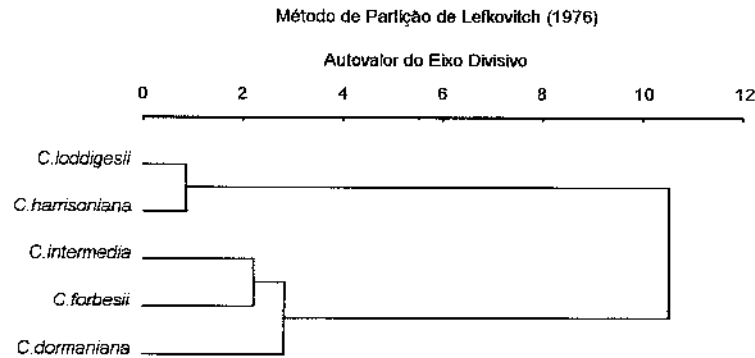 Método de Partição de Lefkovitch (1976)
Autovalor do Eixo Divisivo
0 2 4 6 8 10 12
C.loddigesii
C.harrisoniana
C.intermedia
C.forbesii
C.dormaniana